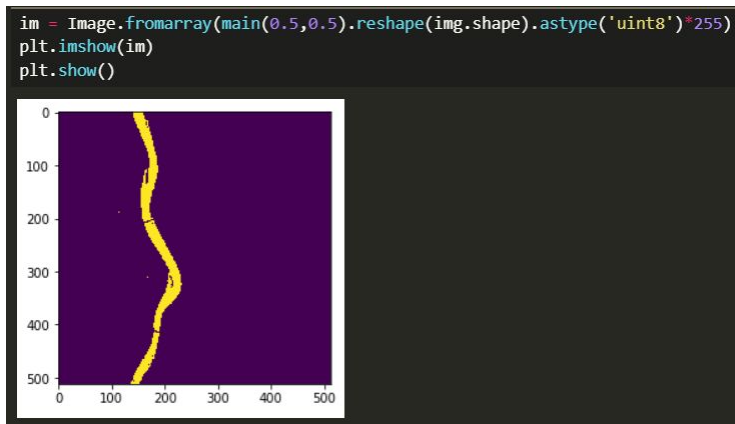 im = Image.fromarray(main(0.5,0.5).reshape(img.shape).astype('uint8')*255)
plt.imshow(im)
plt.show()
0
100
200
300
400
500
0 100 200 300 400 500